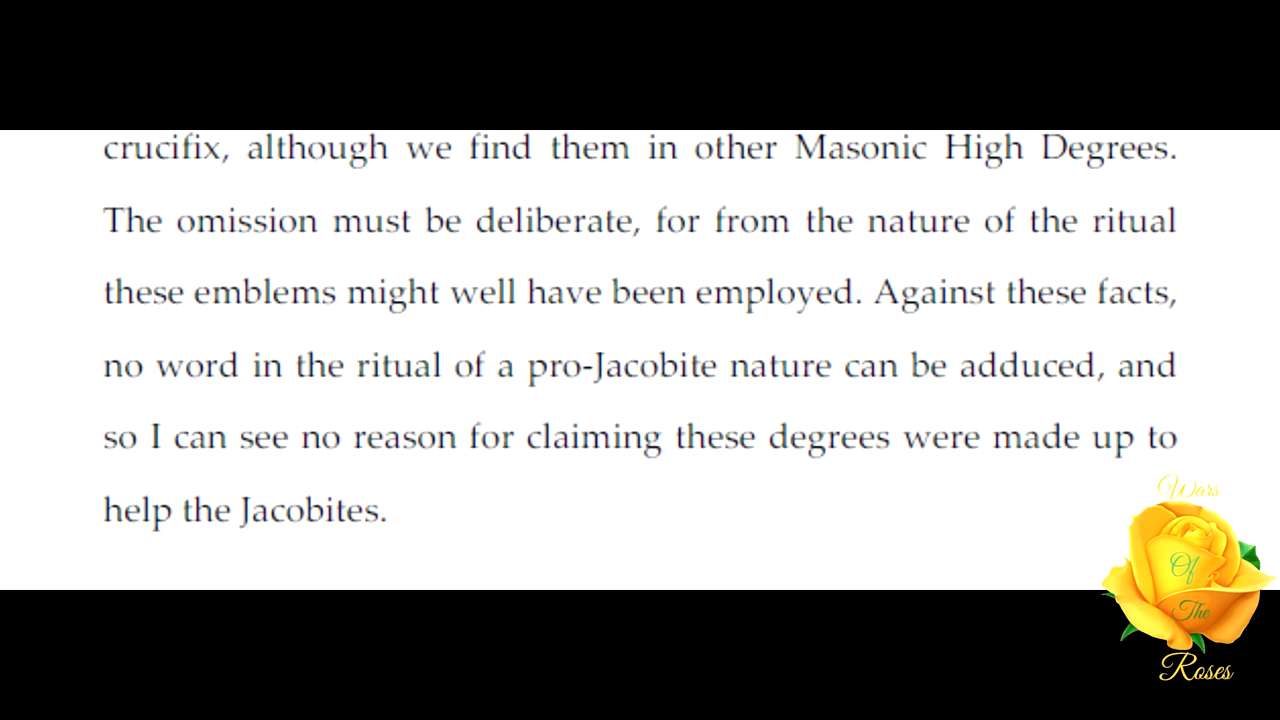 crucifix, although we find them in other Masonic High Degrees.
The omission must be deliberate, for from the nature of the ritual
these emblems might well have been employed. Against these facts,
no word in the ritual of a pro-Jacobite nature can be adduced, and
so I can see no reason for claiming these degrees were made up to
help the Jacobites.
Wars
Of
The
Roses